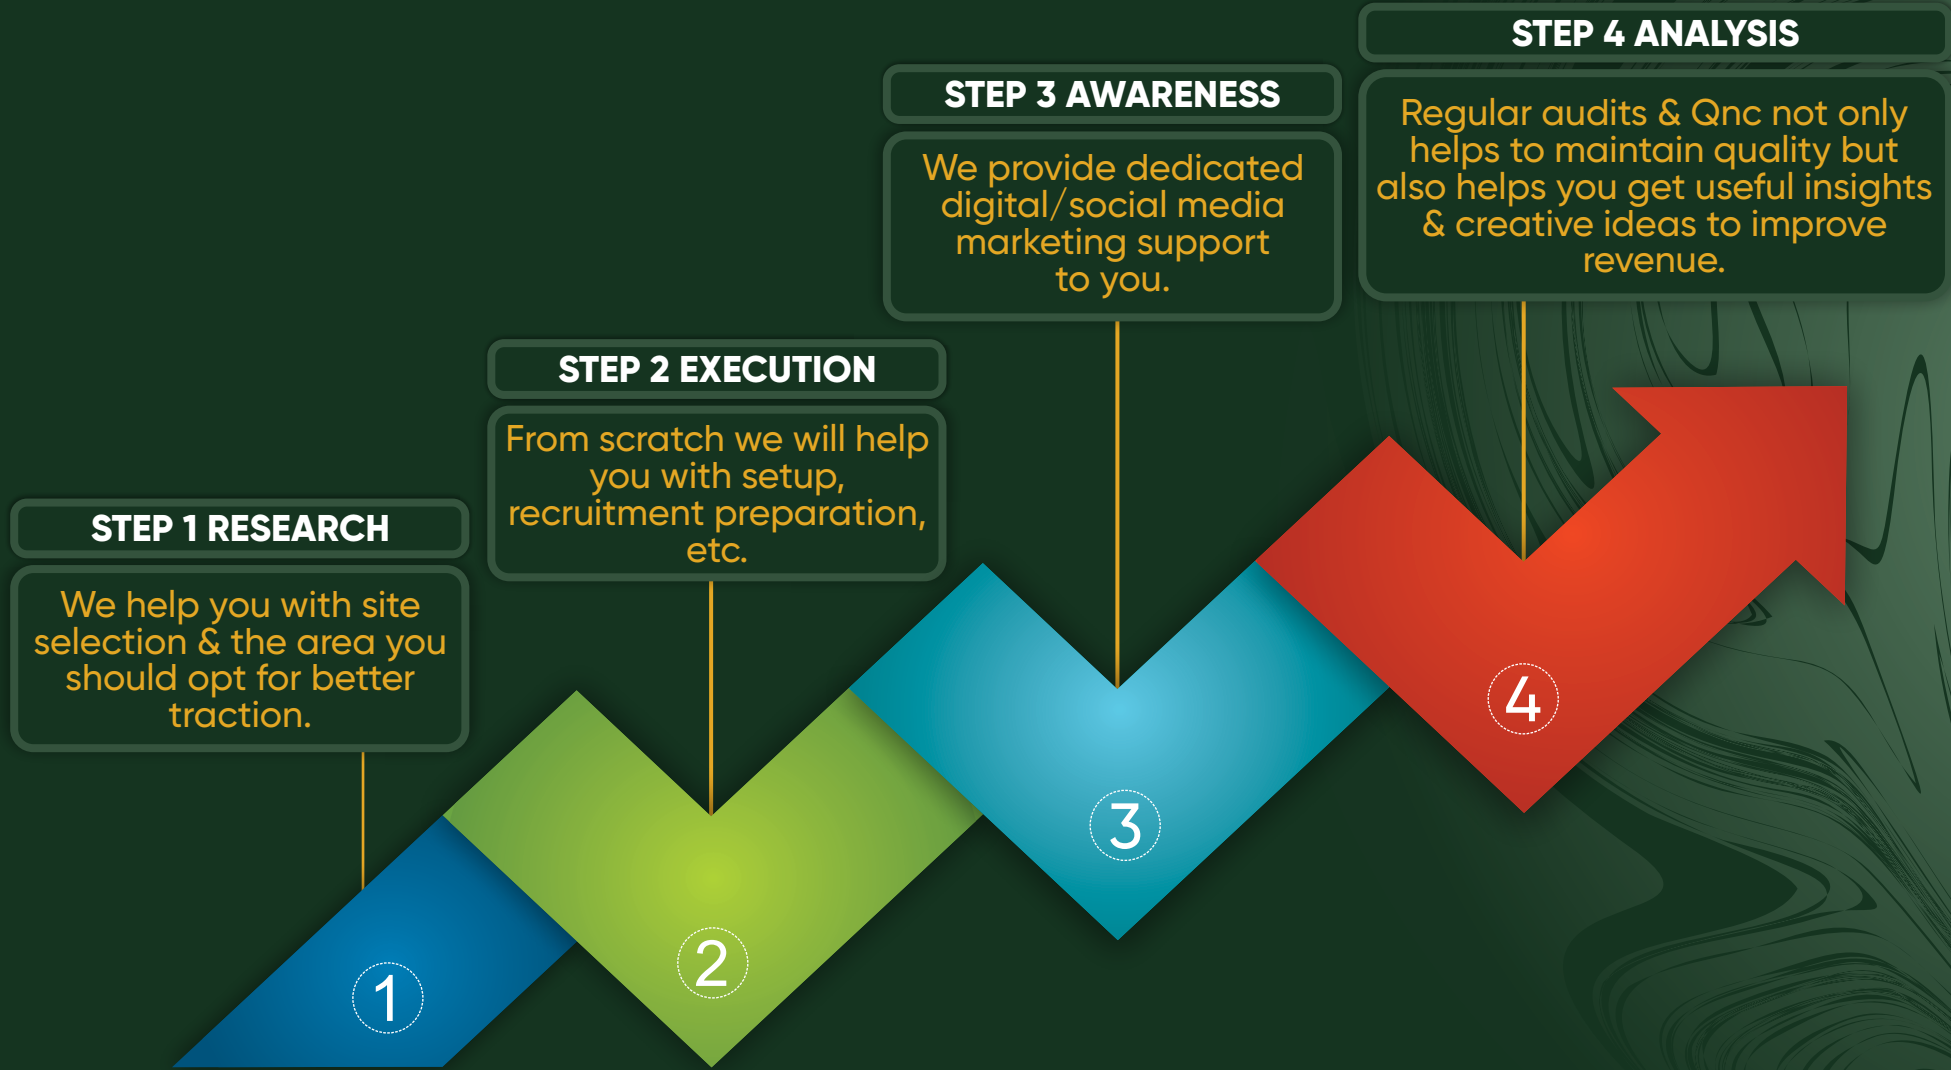 STEP 1 RESEARCH
We help you with site
selection & the area you
should opt for better
traction.
STEP 2 EXECUTION
From scratch we will help
you with setup,
recruitment preparation,
etc.
STEP 3 AWARENESS
We provide dedicated
digital/social media
marketing support
to you.
STEP 4 ANALYSIS
Regular audits & Qnc not only
helps to maintain quality but
also helps you get useful insights
& creative ideas to improve
revenue.
1
2
3
4